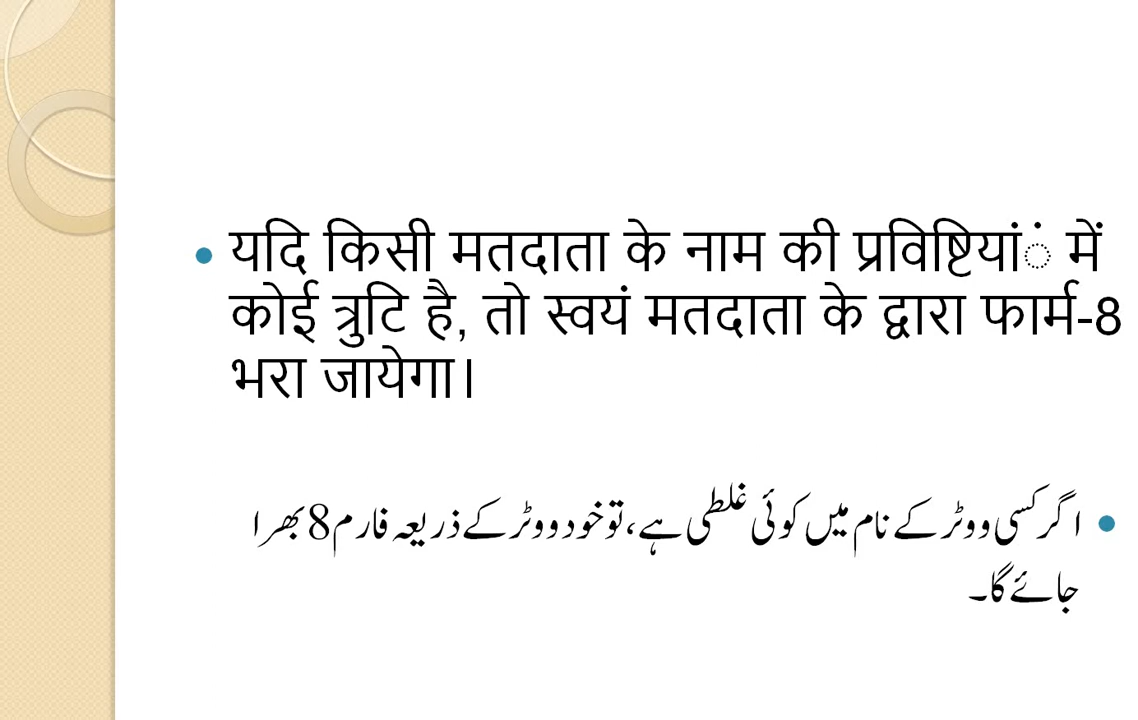 • यदि किसी मतदाता के नाम की प्रविष्टियांं में
कोई त्रुटि है, तो स्वयं मतदाता के द्वारा फार्म-8
भरा जायेगा।
• اگر کسی ووٹر کے نام میں کوئی غلطی ہے، تو خود ووٹر کے ذریعہ فارم 8 بھرا
جائے گا۔